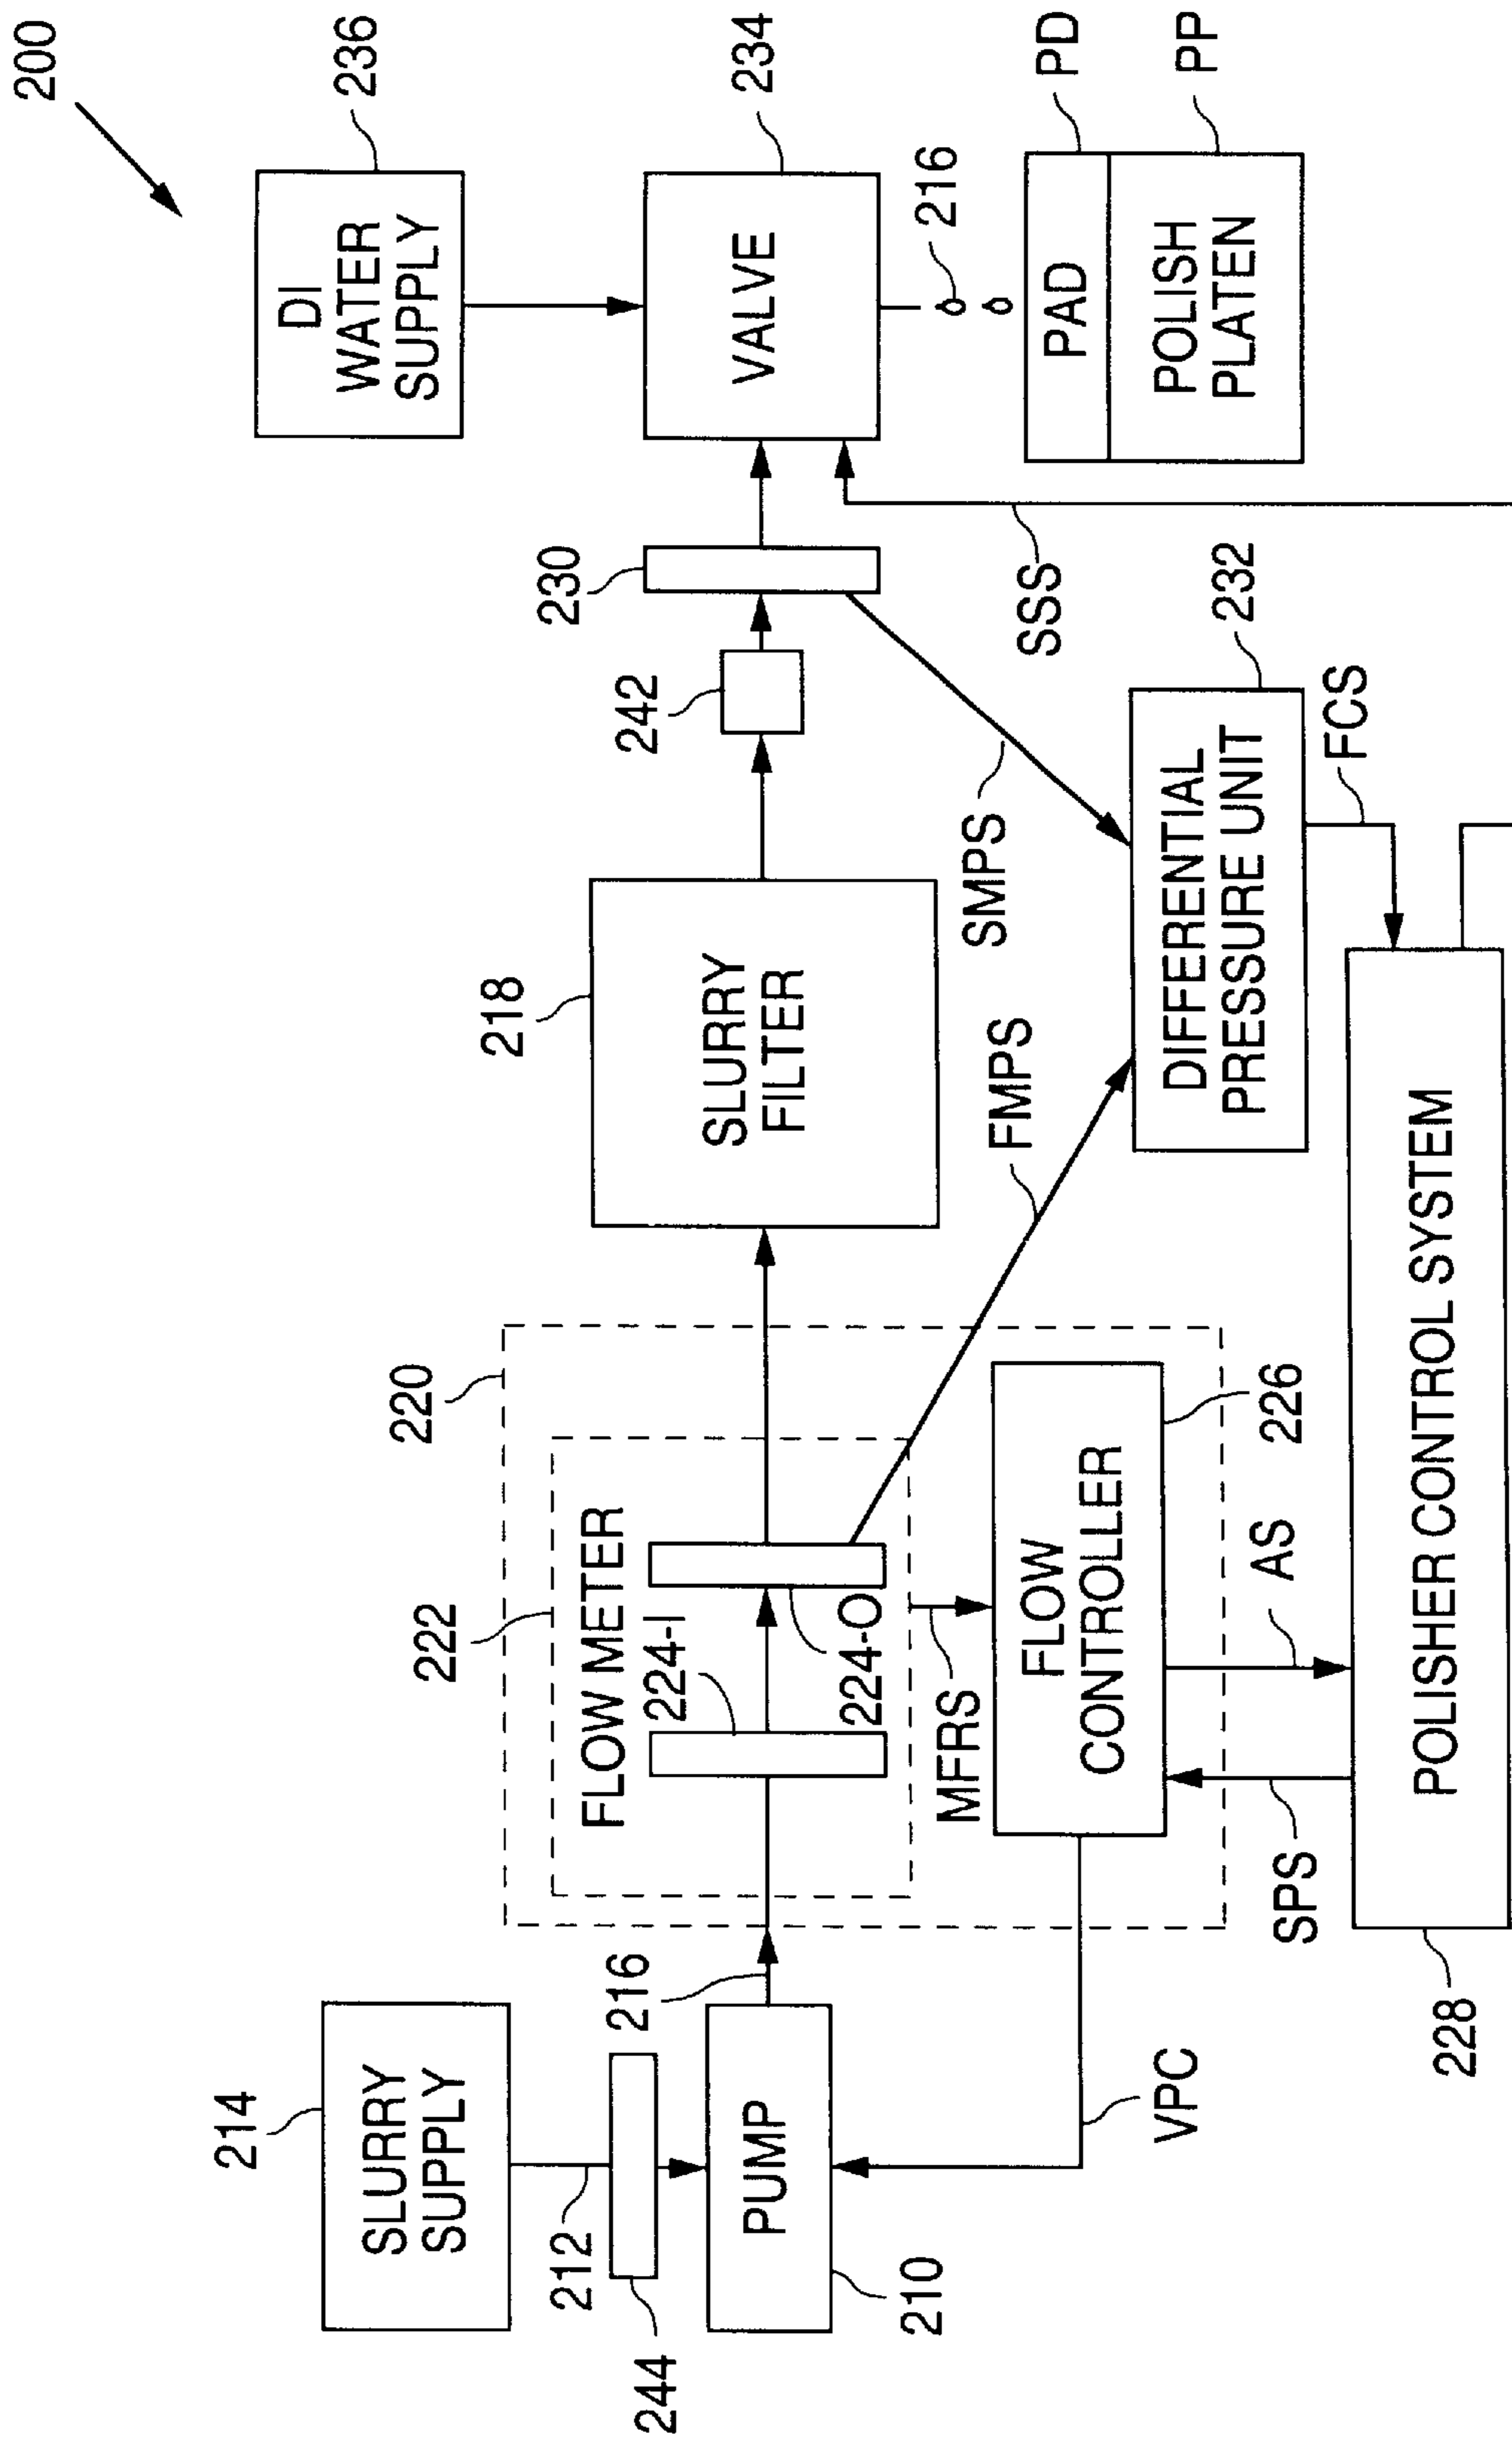 200
DI
WATER
SUPPLY
236
VALVE
234
216
PAD
PD
POLISH
PLATEN
PP
230
242
SLURRY
FILTER
218
SSS
SMPS
FMPS
DIFFERENTIAL
PRESSURE UNIT
232
FCS
220
222
FLOW METER
224-I
224-O
MFRS
FLOW
CONTROLLER
226
AS
SPS
POLISHER CONTROL SYSTEM
228
SLURRY
SUPPLY
214
212
244
216
PUMP
210
VPC